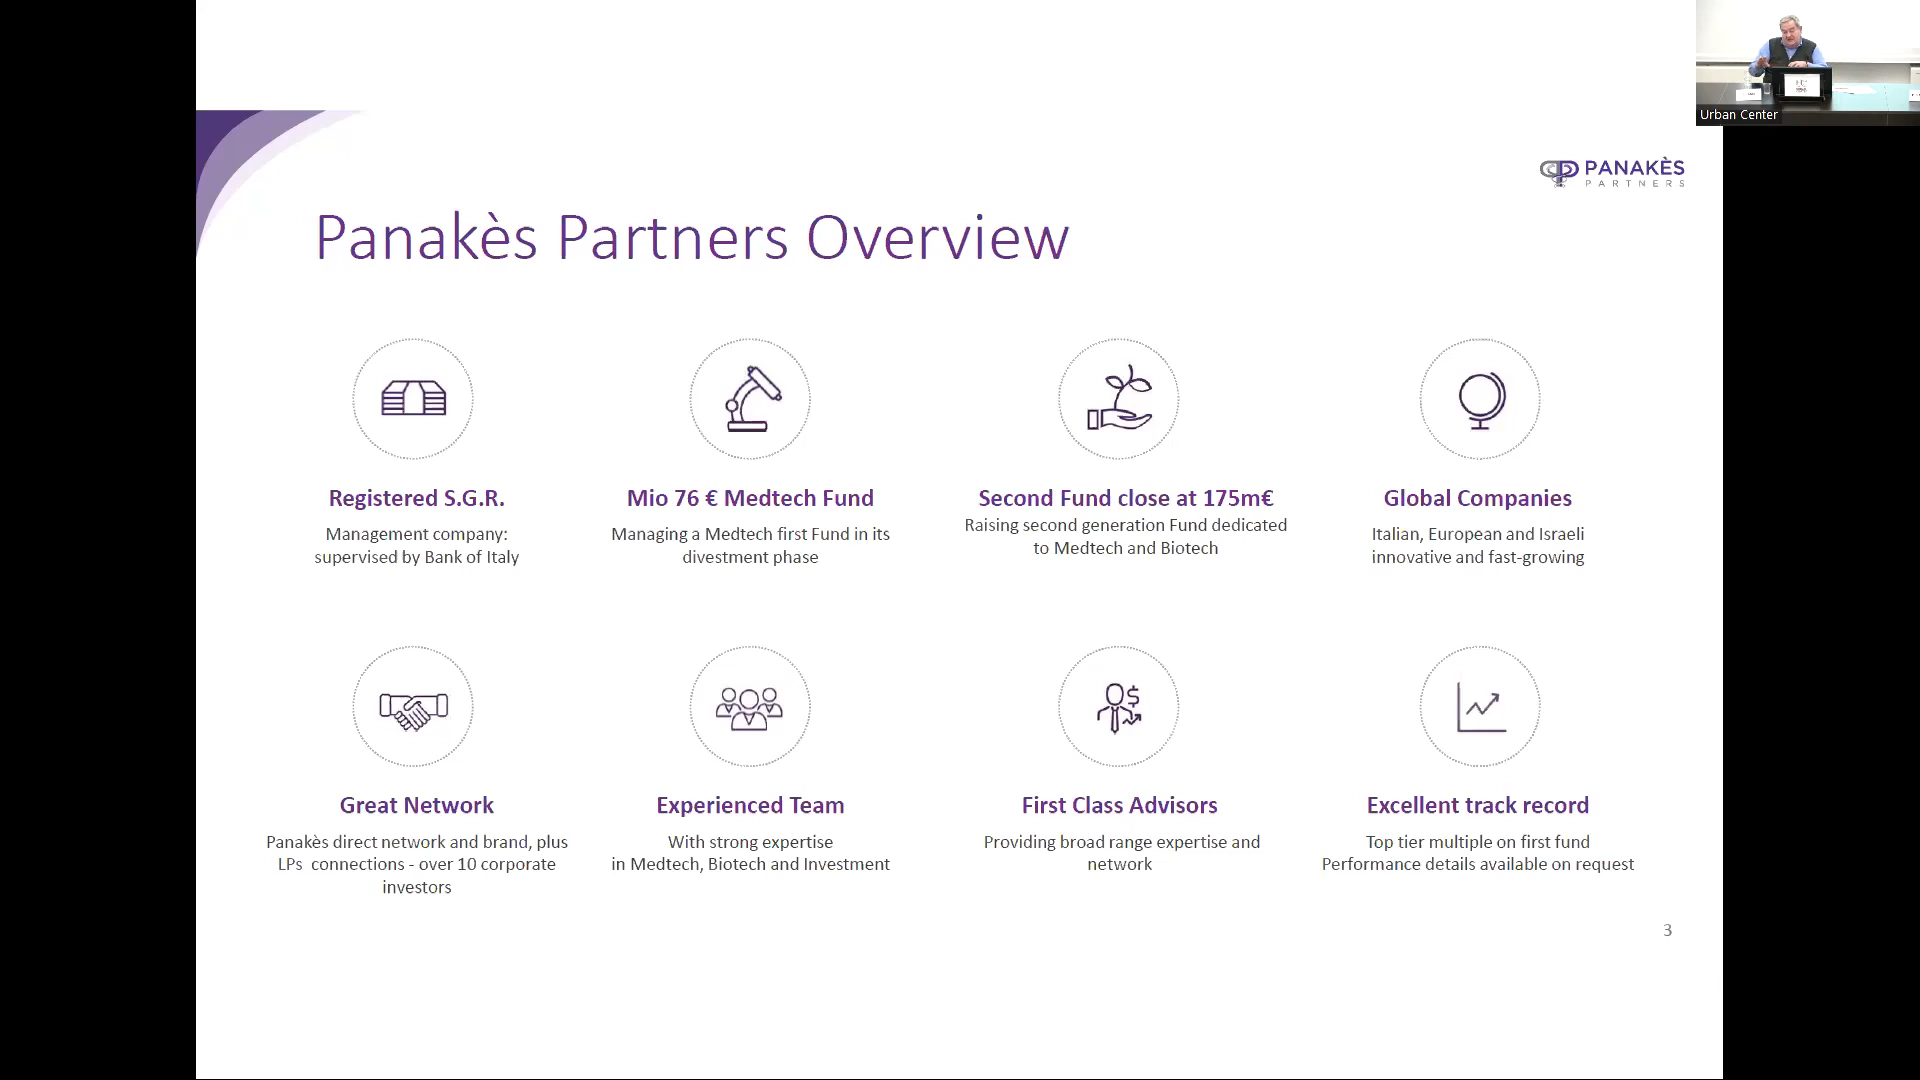 Urban Center
PANAKÈS
PARTNERS
Panakès Partners Overview
Registered S.G.R.
Management company:
supervised by Bank of Italy
Mio 76 € Medtech Fund
Managing a Medtech first Fund in its
divestment phase
Second Fund close at 175m€
Raising second generation Fund dedicated
to Medtech and Biotech
Global Companies
Italian, European and Israeli
innovative and fast-growing
Great Network
Panakès direct network and brand, plus
LPs connections - over 10 corporate
investors
Experienced Team
With strong expertise
in Medtech, Biotech and Investment
First Class Advisors
Providing broad range expertise and
network
Excellent track record
Top tier multiple on first fund
Performance details available on request
3